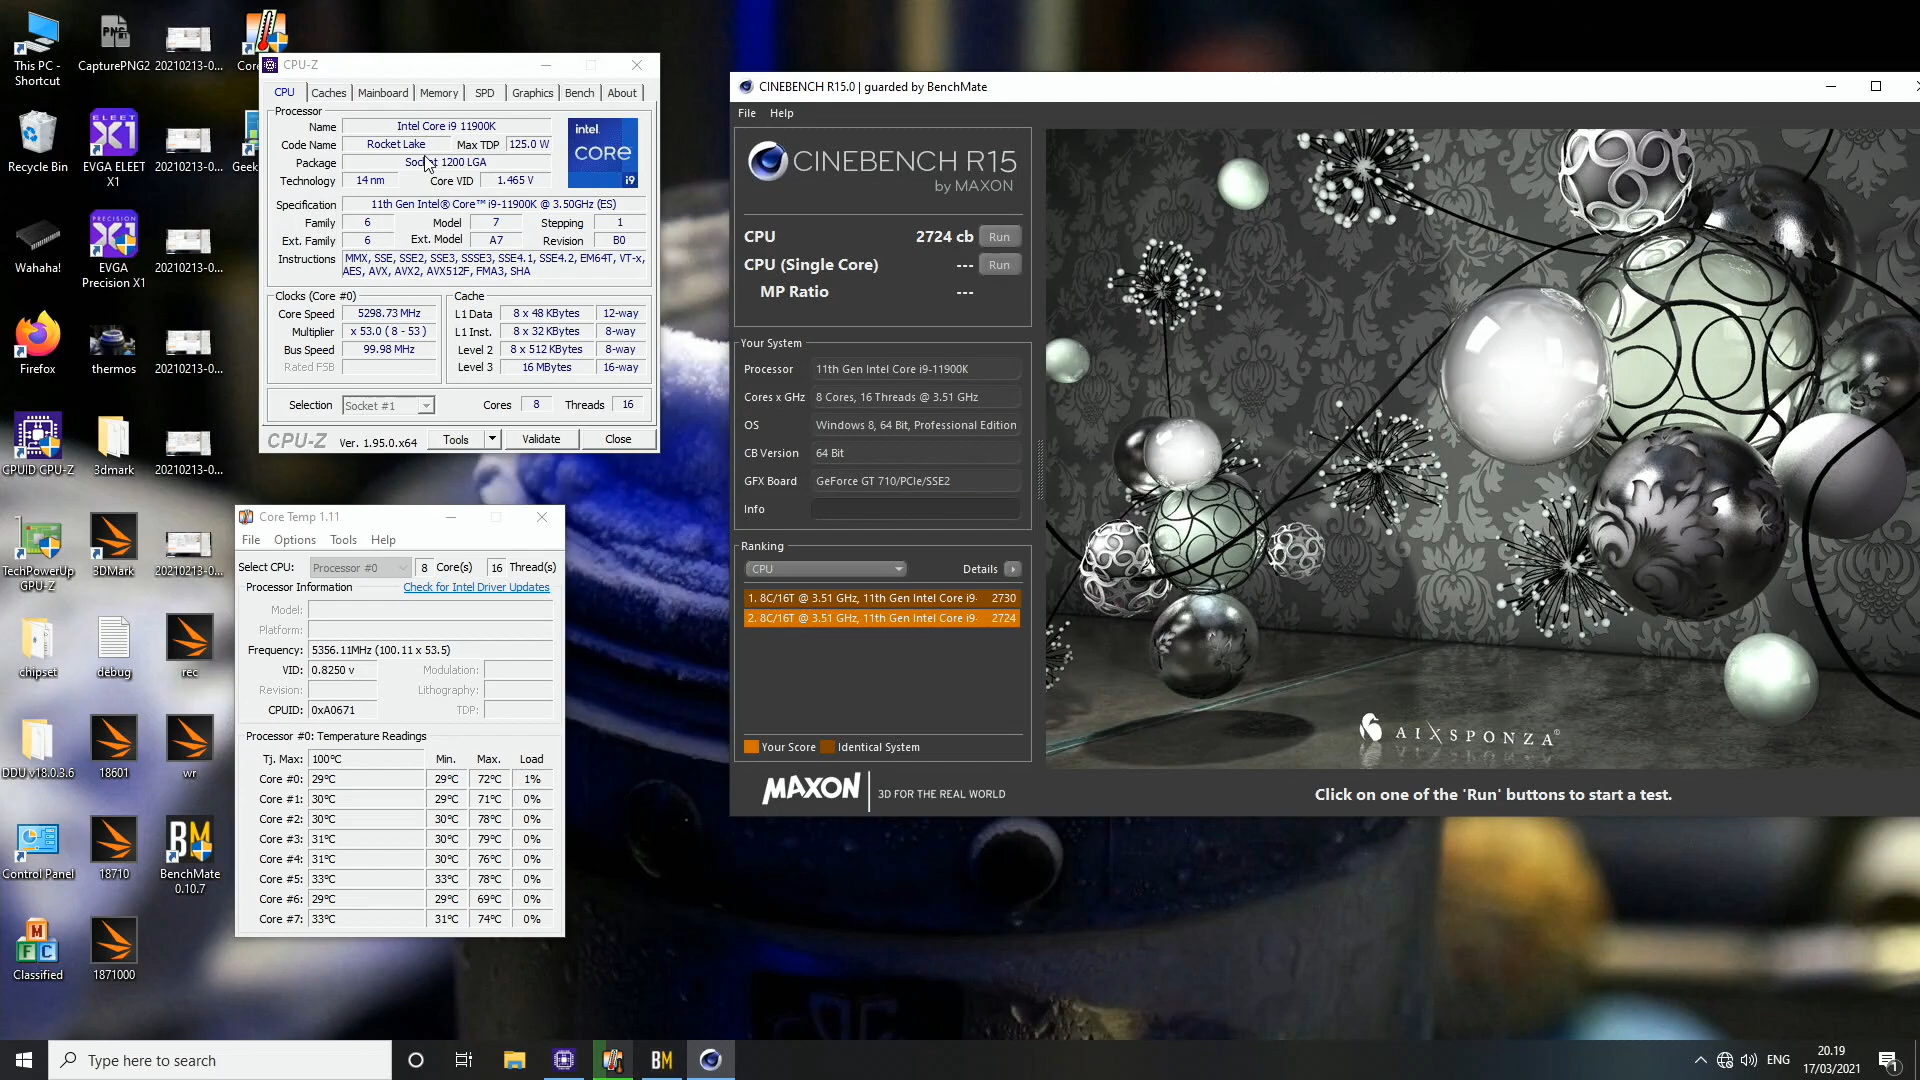 This PC -
Shortcut
CapturePNG2
20210213-0...
Recycle Bin
EVGA ELEET
X1
20210213-0...
Wahaha!
EVGA
Precision X1
20210213-0...
Firefox
thermos
20210213-0...
CPUID CPU-Z
3dmark
20210213-0...
TechPowerUp
GPU-Z
3DMark
20210213-0...
chipset
debug
rec
DDU v18.0.3.6
18601
wr
Control Panel
18710
BenchMate
0.10.7
Classified
1871000
CPU-Z
CPU Caches Mainboard Memory SPD Graphics Bench About
Processor
Name Intel Core i9 11900K
Code Name Rocket Lake Max TDP 125.0 W
Package Socket 1200 LGA
Technology 14 nm Core VID 1.465 V
intel
CORE
i9
Specification 11th Gen Intel® Core™ i9-11900K @ 3.50GHz (ES)
Family 6 Model 7 Stepping 1
Ext. Family 6 Ext. Model A7 Revision B0
Instructions MMX, SSE, SSE2, SSE3, SSSE3, SSE4.1, SSE4.2, EM64T, VT-x,
AES, AVX, AVX2, AVX512F, FMA3, SHA
Clocks (Core #0)
Core Speed 5298.73 MHz
Multiplier x 53.0 ( 8 - 53 )
Bus Speed 99.98 MHz
Rated FSB
Cache
L1 Data 8 x 48 KBytes 12-way
L1 Inst. 8 x 32 KBytes 8-way
Level 2 8 x 512 KBytes 8-way
Level 3 16 MBytes 16-way
Selection Socket #1 Cores 8 Threads 16
CPU-Z Ver. 1.95.0.x64 Tools Validate Close
Core Temp 1.11
File Options Tools Help
Select CPU: Processor #0 8 Core(s) 16 Thread(s)
Processor Information Check for Intel Driver Updates
Model:
Platform:
Frequency: 5356.11MHz (100.11 x 53.5)
VID: 0.8250 v Modulation:
Revision: Lithography:
CPUID: 0xA0671 TDP:
Processor #0: Temperature Readings
Tj. Max: 100°C Min. Max. Load
Core #0: 29°C 29°C 72°C 1%
Core #1: 30°C 29°C 71°C 0%
Core #2: 30°C 30°C 78°C 0%
Core #3: 31°C 30°C 79°C 0%
Core #4: 31°C 30°C 76°C 0%
Core #5: 33°C 33°C 78°C 0%
Core #6: 29°C 29°C 69°C 0%
Core #7: 33°C 31°C 74°C 0%
CINEBENCH R15.0 | guarded by BenchMate
File Help
CINEBENCH R15
by MAXON
CPU 2724 cb Run
CPU (Single Core) --- Run
MP Ratio ---
Your System
Processor 11th Gen Intel Core i9-11900K
Cores x GHz 8 Cores, 16 Threads @ 3.51 GHz
OS Windows 8, 64 Bit, Professional Edition
CB Version 64 Bit
GFX Board GeForce GT 710/PCIe/SSE2
Info
Ranking
CPU Details
1. 8C/16T @ 3.51 GHz, 11th Gen Intel Core i9- 2730
2. 8C/16T @ 3.51 GHz, 11th Gen Intel Core i9- 2724
Your Score Identical System
MAXON 3D FOR THE REAL WORLD
AIXSPONZA®
Click on one of the 'Run' buttons to start a test.
Type here to search
BM
ENG
20.19
17/03/2021
1